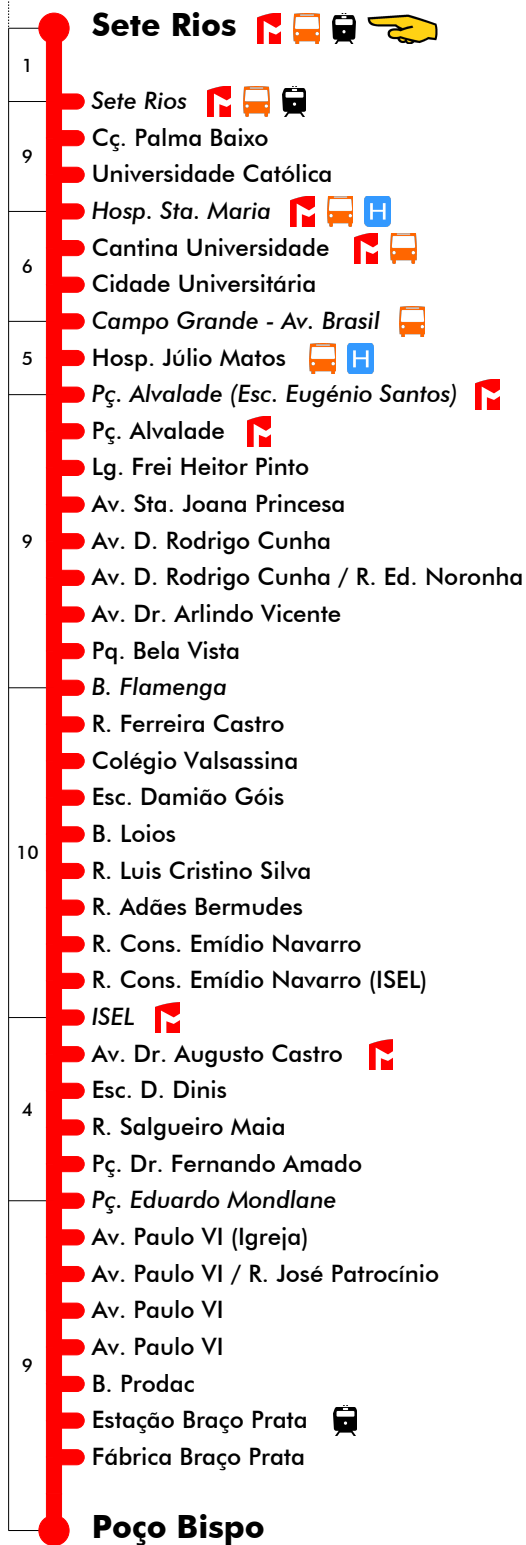 Sete Rios
1
Sete Rios
Cç. Palma Baixo
9
Universidade Católica
Hosp. Sta. Maria H
Cantina Universidade
6
Cidade Universitária
Campo Grande - Av. Brasil
5 Hosp. Júlio Matos H
Pç. Alvalade (Esc. Eugénio Santos)
Pç. Alvalade
Lg. Frei Heitor Pinto
Av. Sta. Joana Princesa
9 Av. D. Rodrigo Cunha
Av. D. Rodrigo Cunha / R. Ed. Noronha
Av. Dr. Arlindo Vicente
Pq. Bela Vista
B. Flamenga
R. Ferreira Castro
Colégio Valsassina
Esc. Damião Góis
B. Loios
10
R. Luis Cristino Silva
R. Adães Bermudes
R. Cons. Emídio Navarro
R. Cons. Emídio Navarro (ISEL)
ISEL
Av. Dr. Augusto Castro
Esc. D. Dinis
4
R. Salgueiro Maia
Pç. Dr. Fernando Amado
Pç. Eduardo Mondlane
Av. Paulo VI (Igreja)
Av. Paulo VI / R. José Patrocínio
Av. Paulo VI
Av. Paulo VI
9
B. Prodac
Estação Braço Prata
Fábrica Braço Prata
Poço Bispo